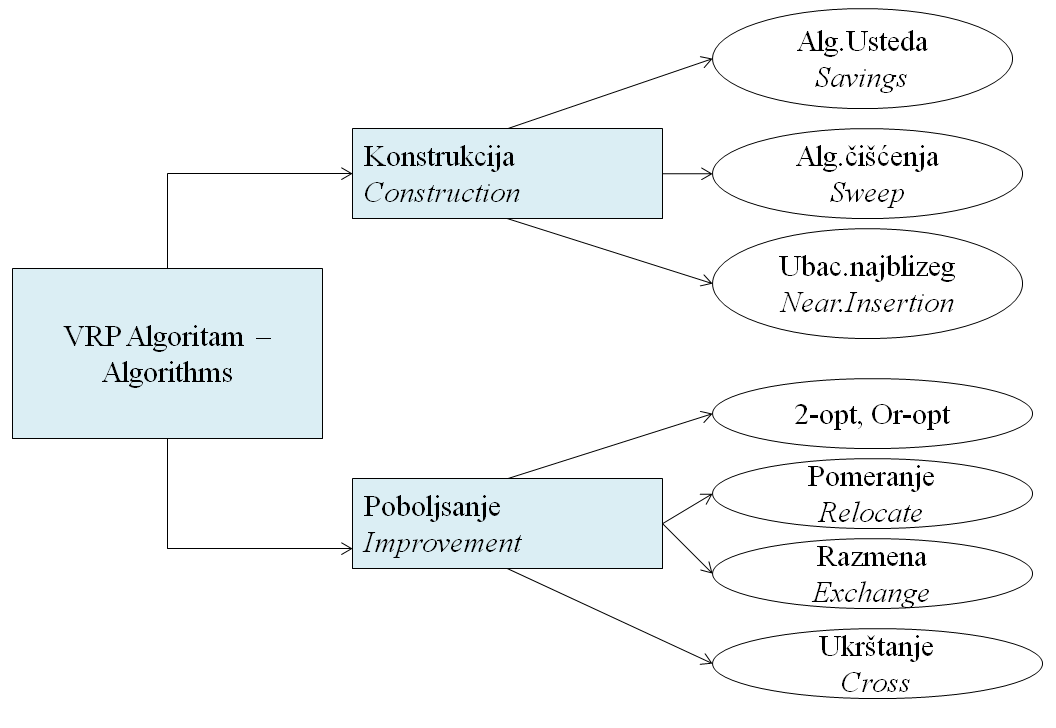 Alg.Usteda
Savings
Konstrukcija
Construction
Alg.čišćenja
Sweep
Ubac.najblizeg
Near.Insertion
VRP Algoritam –
Algorithms
2-opt, Or-opt
Poboljsanje
Improvement
Pomeranje
Relocate
Razmena
Exchange
Ukrštanje
Cross